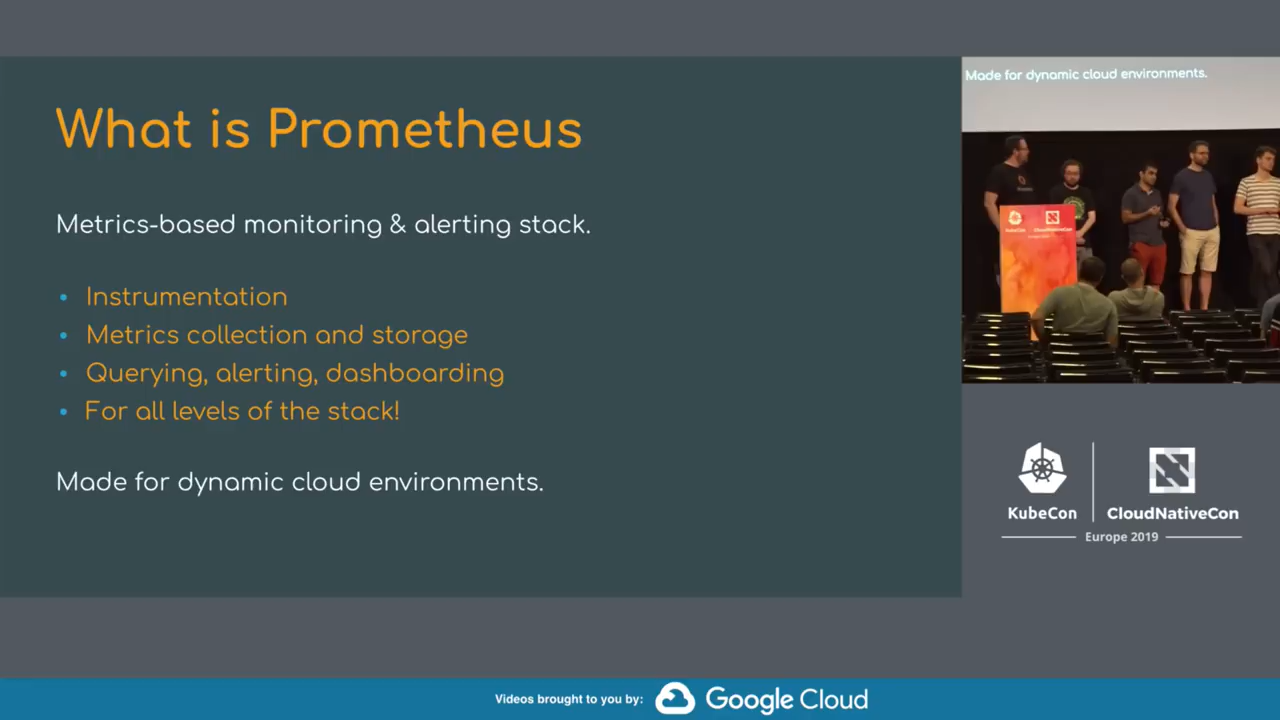 What is Prometheus
Metrics-based monitoring & alerting stack.
• Instrumentation
• Metrics collection and storage
• Querying, alerting, dashboarding
• For all levels of the stack!
Made for dynamic cloud environments.
Made for dynamic cloud environments.
KubeCon
CloudNativeCon
KubeCon
CloudNativeCon
Europe 2019
Videos brought to you by:
Google Cloud